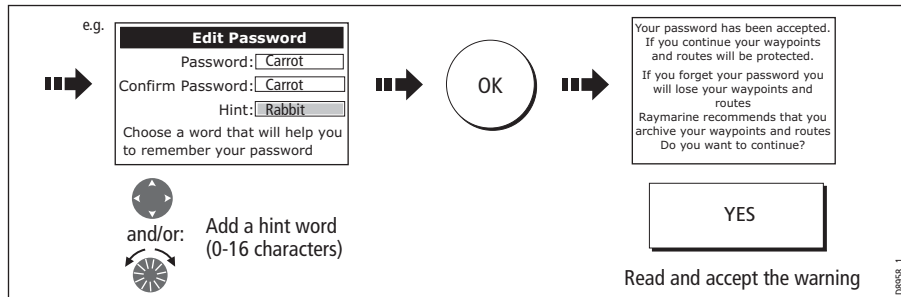 e.g.
Edit Password
Password: Carrot
Confirm Password: Carrot
Hint: Rabbit
Choose a word that will help you
to remember your password
and/or:
Add a hint word
(0-16 characters)
OK
Your password has been accepted.
If you continue your waypoints
and routes will be protected.
If you forget your password you
will lose your waypoints and
routes
Raymarine recommends that you
archive your waypoints and routes
Do you want to continue?
YES
Read and accept the warning
D8958_1